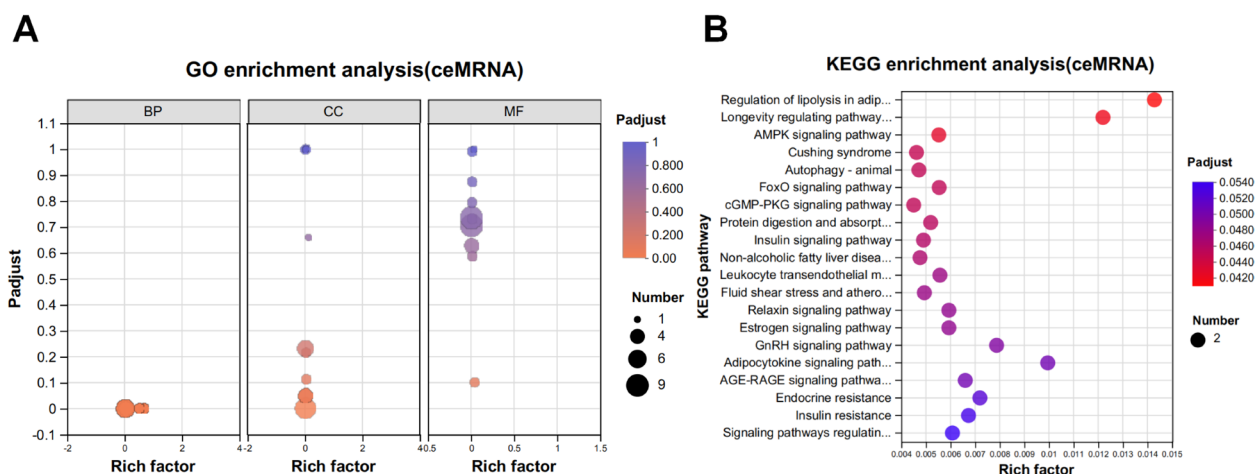 A
GO enrichment analysis(ceMRNA)
BP
CC
MF
1.1
1
0.9
0.8
0.7
0.6
0.5
0.4
0.3
0.2
0.1
0
-0.1
Padjust
-2
0
2
4
-2
0
2
4
-0.5
0
0.5
1
1.5
Rich factor
Rich factor
Rich factor
Padjust
1
0.800
0.600
0.400
0.200
0.00
Number
1
4
6
9
B
KEGG enrichment analysis(ceMRNA)
KEGG pathway
Regulation of lipolysis in adip...
Longevity regulating pathway...
AMPK signaling pathway
Cushing syndrome
Autophagy - animal
FoxO signaling pathway
cGMP-PKG signaling pathway
Protein digestion and absorpt...
Insulin signaling pathway
Non-alcoholic fatty liver disea...
Leukocyte transendothelial m...
Fluid shear stress and athero...
Relaxin signaling pathway
Estrogen signaling pathway
GnRH signaling pathway
Adipocytokine signaling path...
AGE-RAGE signaling pathwa...
Endocrine resistance
Insulin resistance
Signaling pathways regulatin...
0.004 0.005 0.006 0.007 0.008 0.009 0.01 0.011 0.012 0.013 0.014 0.015
Rich factor
Padjust
0.0540
0.0520
0.0500
0.0480
0.0460
0.0440
0.0420
Number
2